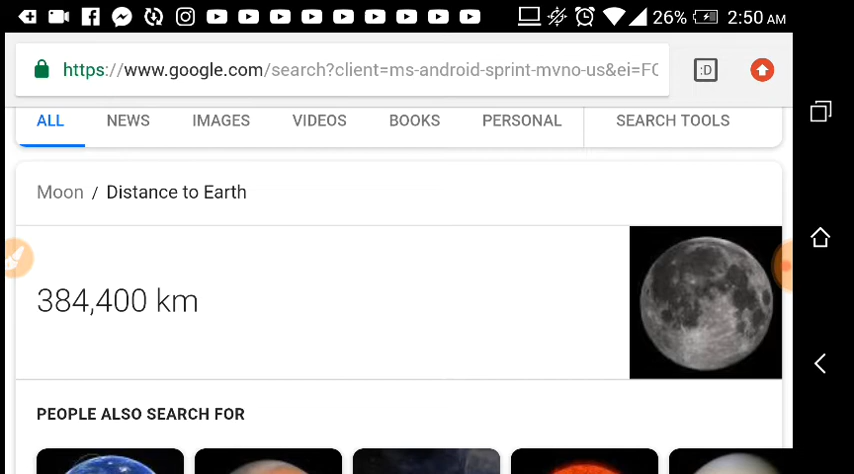 26% 2:50 AM
https://www.google.com/search?client=ms-android-sprint-mvno-us&ei=FC
:D
ALL NEWS IMAGES VIDEOS BOOKS PERSONAL SEARCH TOOLS
Moon / Distance to Earth
384,400 km
PEOPLE ALSO SEARCH FOR